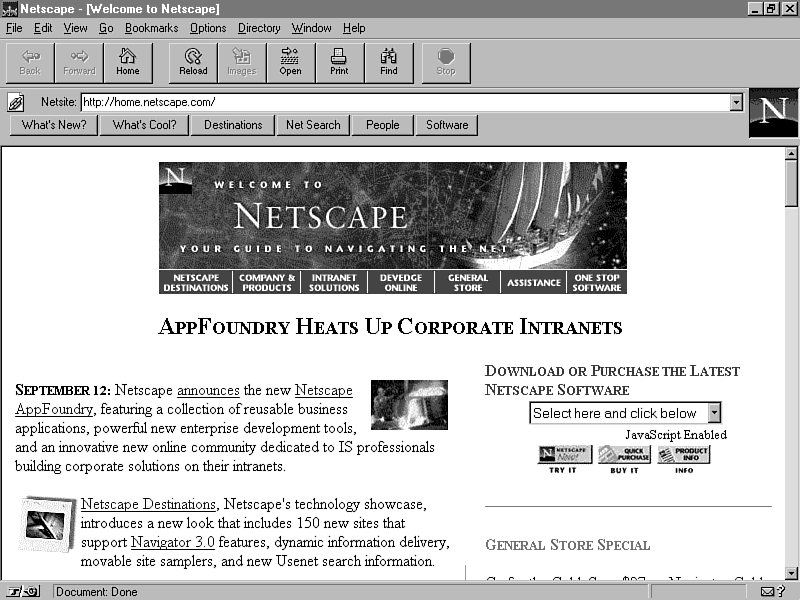 Netscape - [Welcome to Netscape]
File Edit View Go Bookmarks Options Directory Window Help
Back Forward Home Reload Images Open Print Find Stop
Netsite: http://home.netscape.com/
N
What's New? What's Cool? Destinations Net Search People Software
N
WELCOME TO
NETSCAPE
YOUR GUIDE TO NAVIGATING THE NET
NETSCAPE DESTINATIONS
COMPANY & PRODUCTS
INTRANET SOLUTIONS
DEVEDGE ONLINE
GENERAL STORE
ASSISTANCE
ONE STOP SOFTWARE
APPFOUNDRY HEATS UP CORPORATE INTRANETS
SEPTEMBER 12: Netscape announces the new Netscape
AppFoundry, featuring a collection of reusable business
applications, powerful new enterprise development tools,
and an innovative new online community dedicated to IS professionals
building corporate solutions on their intranets.
Netscape Destinations, Netscape's technology showcase,
introduces a new look that includes 150 new sites that
support Navigator 3.0 features, dynamic information delivery,
movable site samplers, and new Usenet search information.
DOWNLOAD OR PURCHASE THE LATEST
NETSCAPE SOFTWARE
Select here and click below
JavaScript Enabled
NETSCAPE Now!
QUICK PURCHASE
PRODUCT INFO
TRY IT BUY IT INFO
GENERAL STORE SPECIAL
Document: Done
?